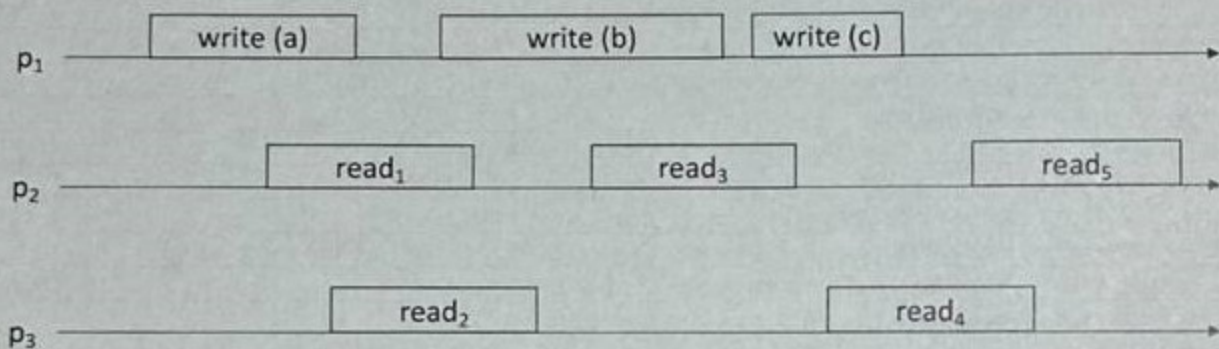 write (a) write (b) write (c)
p₁
read₁ read₃ read₅
p₂
read₂ read₄
p₃